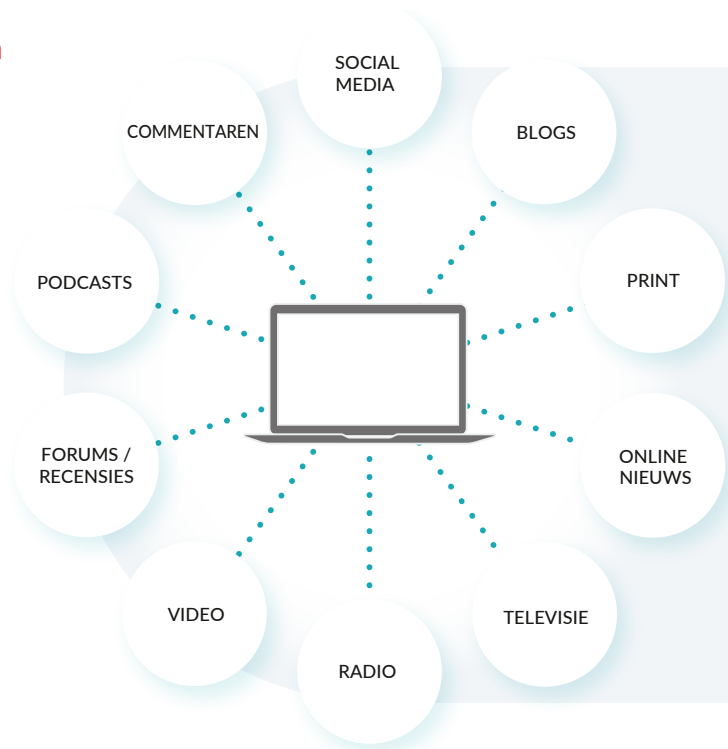 SOCIAL
MEDIA
BLOGS
PRINT
ONLINE
NIEUWS
TELEVISIE
RADIO
VIDEO
FORUMS /
RECENSIES
PODCASTS
COMMENTAREN